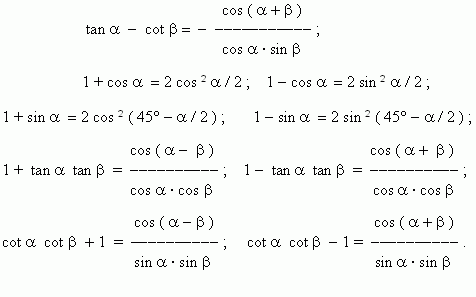 tan α − cot β = − cos ( α + β ) / cos α · sin β ;
1 + cos α = 2 cos ² α / 2 ; 1 − cos α = 2 sin ² α / 2 ;
1 + sin α = 2 cos ² ( 45° − α / 2 ) ; 1 − sin α = 2 sin ² ( 45° − α / 2 ) ;
1 + tan α tan β = cos ( α − β ) / cos α · cos β ; 1 − tan α tan β = cos ( α + β ) / cos α · cos β ;
cot α cot β + 1 = cos ( α − β ) / sin α · sin β ; cot α cot β − 1 = cos ( α + β ) / sin α · sin β .